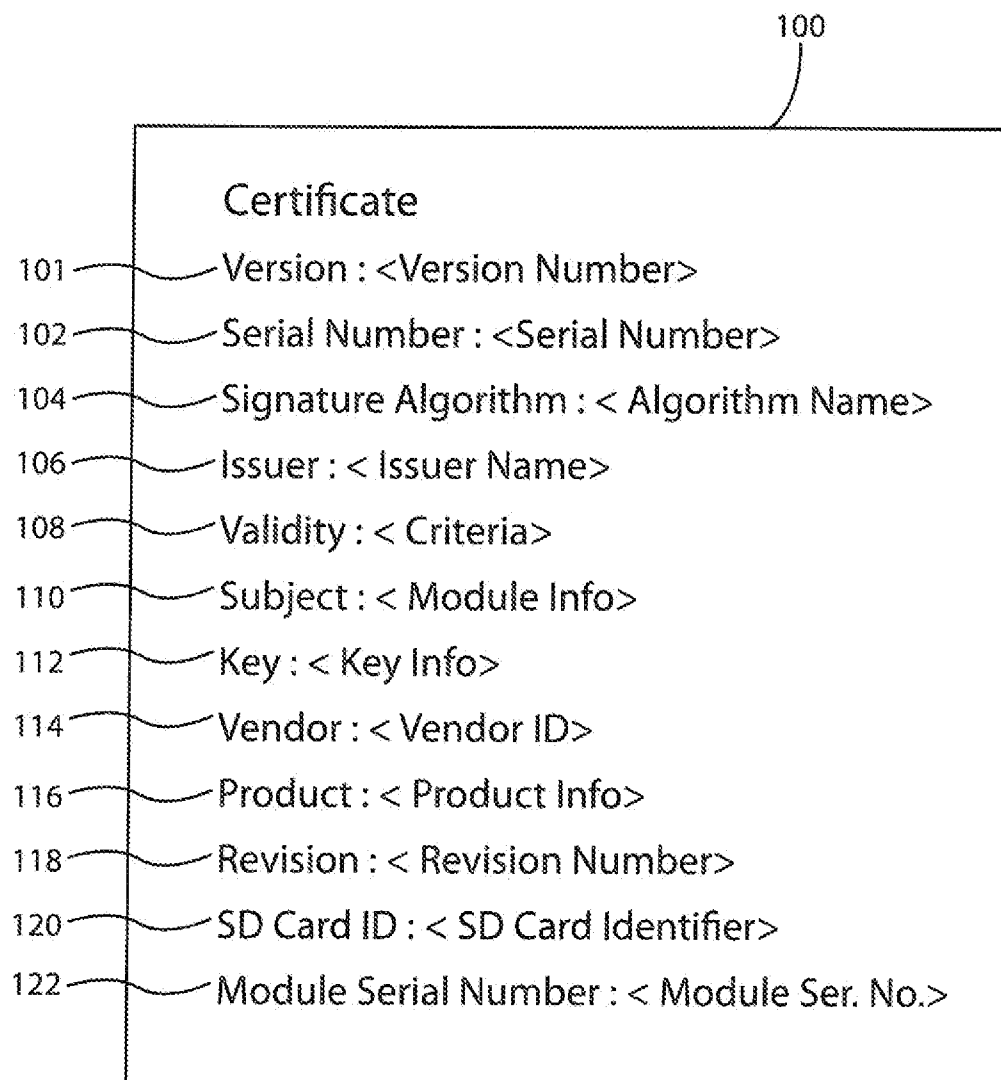 100
Certificate
101 Version : <Version Number>
102 Serial Number : <Serial Number>
104 Signature Algorithm : < Algorithm Name>
106 Issuer : < Issuer Name>
108 Validity : < Criteria>
110 Subject : < Module Info>
112 Key : < Key Info>
114 Vendor : < Vendor ID>
116 Product : < Product Info>
118 Revision : < Revision Number>
120 SD Card ID : < SD Card Identifier>
122 Module Serial Number : < Module Ser. No.>